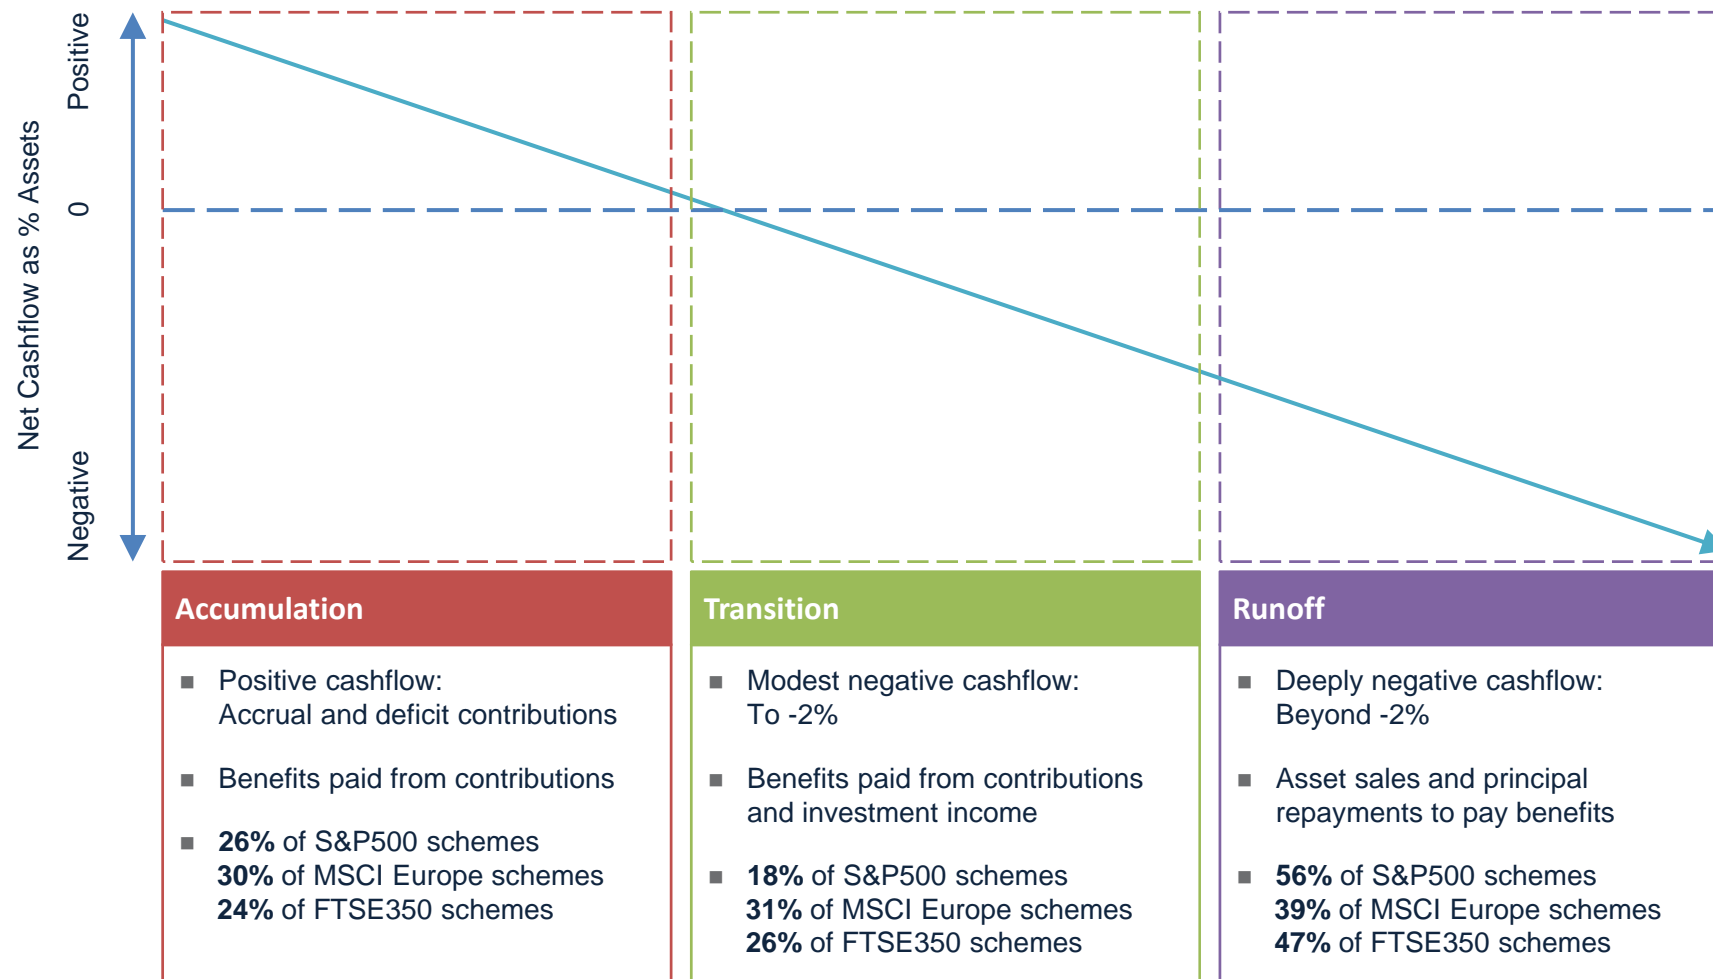 Net Cashflow as % Assets
Positive
0
Negative
Accumulation
Positive cashflow:
Accrual and deficit contributions
Benefits paid from contributions
26% of S&P500 schemes
30% of MSCI Europe schemes
24% of FTSE350 schemes
Transition
Modest negative cashflow:
To -2%
Benefits paid from contributions
and investment income
18% of S&P500 schemes
31% of MSCI Europe schemes
26% of FTSE350 schemes
Runoff
Deeply negative cashflow:
Beyond -2%
Asset sales and principal
repayments to pay benefits
56% of S&P500 schemes
39% of MSCI Europe schemes
47% of FTSE350 schemes